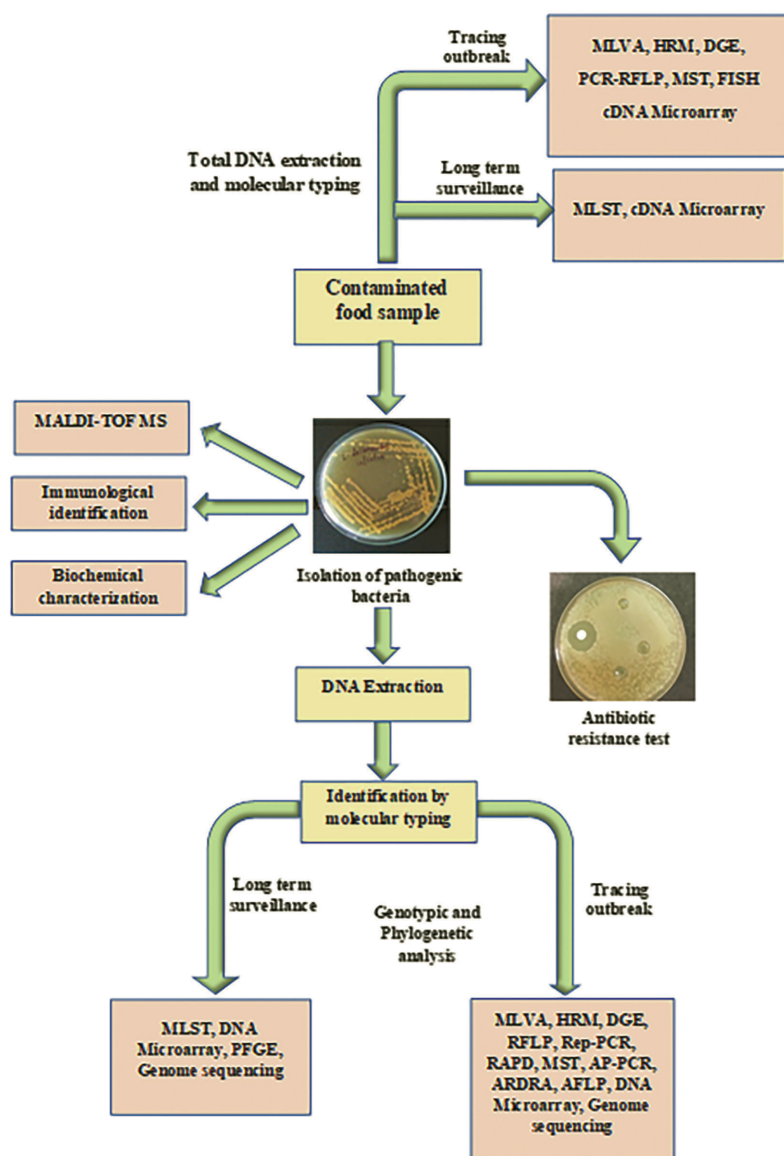 Tracing
outbreak
MLVA, HRM, DGE,
PCR-RFLP, MST, FISH
cDNA Microarray
Total DNA extraction
and molecular typing
Long term
surveillance
MLST, cDNA Microarray
Contaminated
food sample
MALDI-TOF MS
Immunological
identification
Biochemical
characterization
Isolation of pathogenic
bacteria
DNA Extraction
Antibiotic
resistance test
Identification by
molecular typing
Long term
surveillance
Genotypic and
Phylogenetic
analysis
Tracing
outbreak
MLST, DNA
Microarray, PFGE,
Genome sequencing
MLVA, HRM, DGE,
RFLP, Rep-PCR,
RAPD, MST, AP-PCR,
ARDRA, AFLP, DNA
Microarray, Genome
sequencing